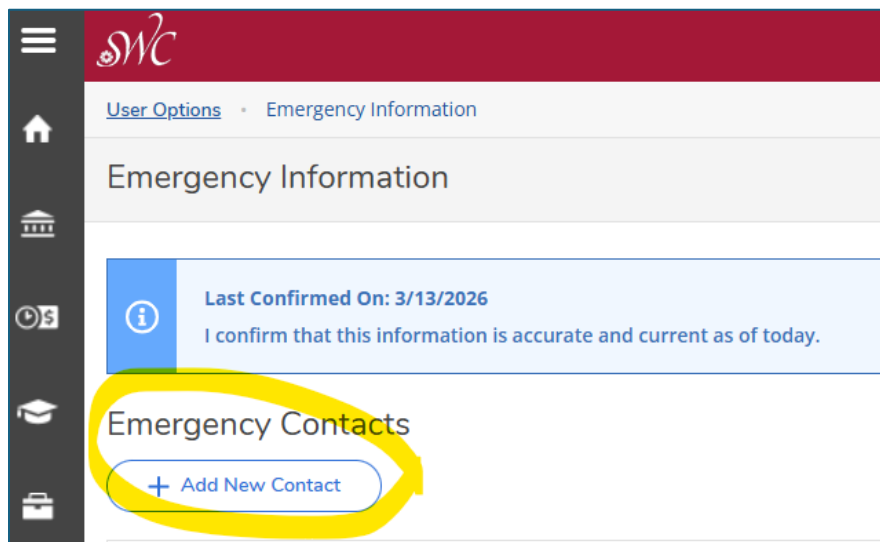 SWC
User Options • Emergency Information
Emergency Information
Last Confirmed On: 3/13/2026
I confirm that this information is accurate and current as of today.
Emergency Contacts
+ Add New Contact